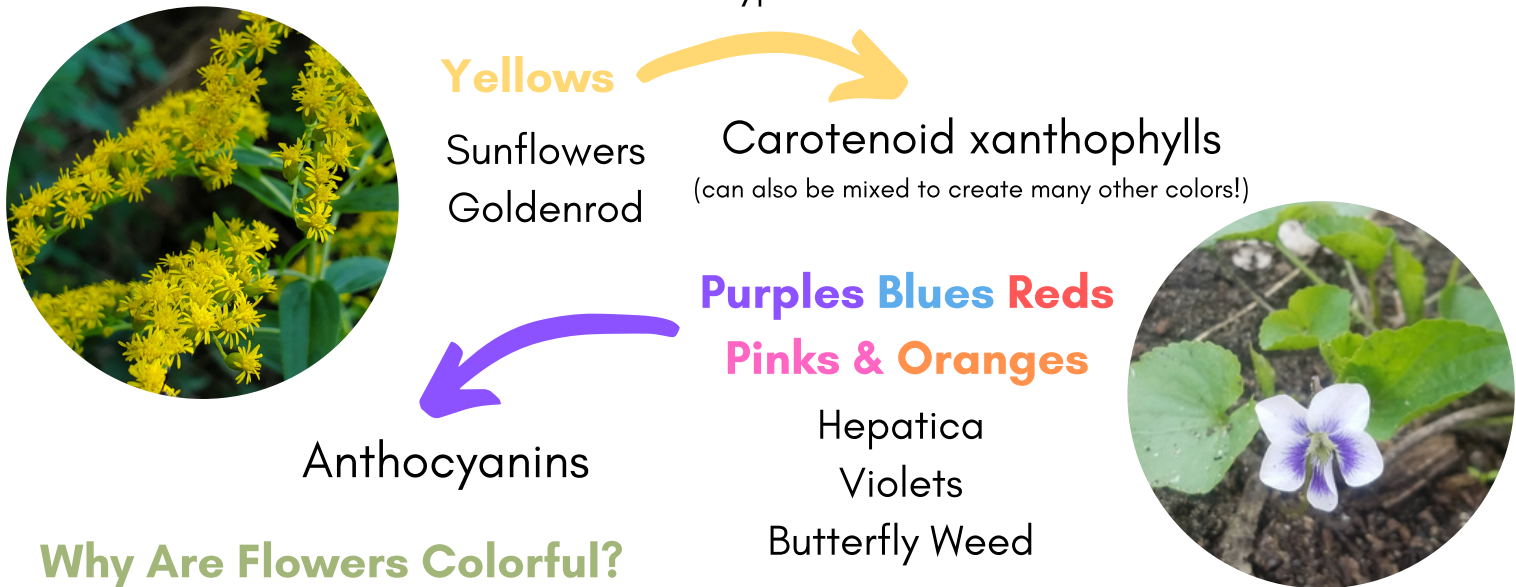 Yellows
Sunflowers
Goldenrod
Carotenoid xanthophylls
(can also be mixed to create many other colors!)
Purples Blues Reds
Pinks & Oranges
Hepatica
Violets
Butterfly Weed
Anthocyanins
Why Are Flowers Colorful?